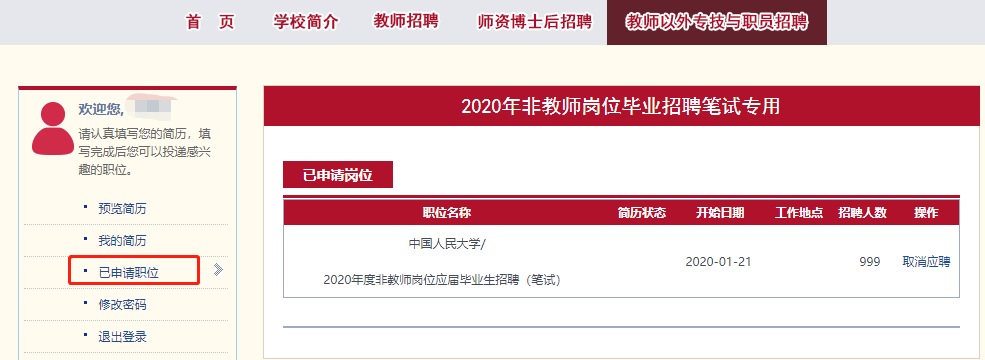 首 页 学校简介 教师招聘 师资博士后招聘 教师以外专技与职员招聘
欢迎您,
请认真填写您的简历，填
写完成后您可以投递感兴
趣的职位。
预览简历
我的简历
已申请职位
修改密码
退出登录
2020年非教师岗位毕业招聘笔试专用
已申请岗位
职位名称 简历状态 开始日期 工作地点 招聘人数 操作
中国人民大学/
2020年度非教师岗位应届毕业生招聘（笔试） 2020-01-21 999 取消应聘